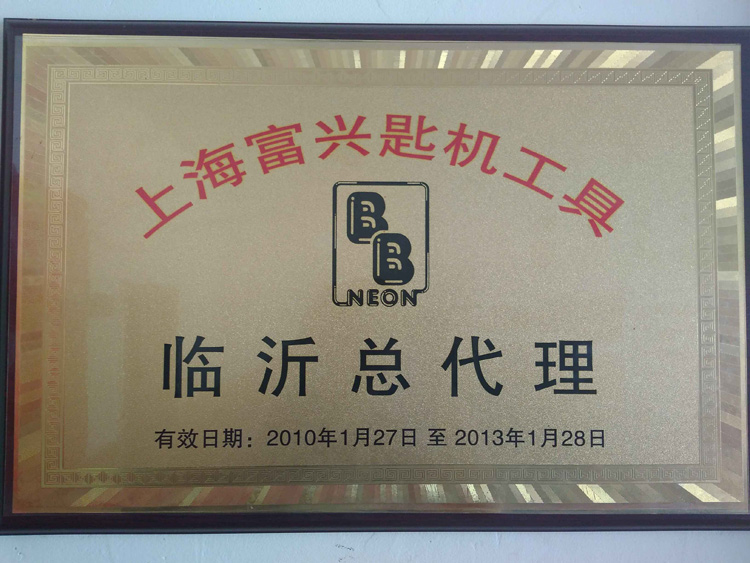 上海富兴匙机工具
BB
NEON
临沂总代理
有效日期：2010年1月27日 至 2013年1月28日